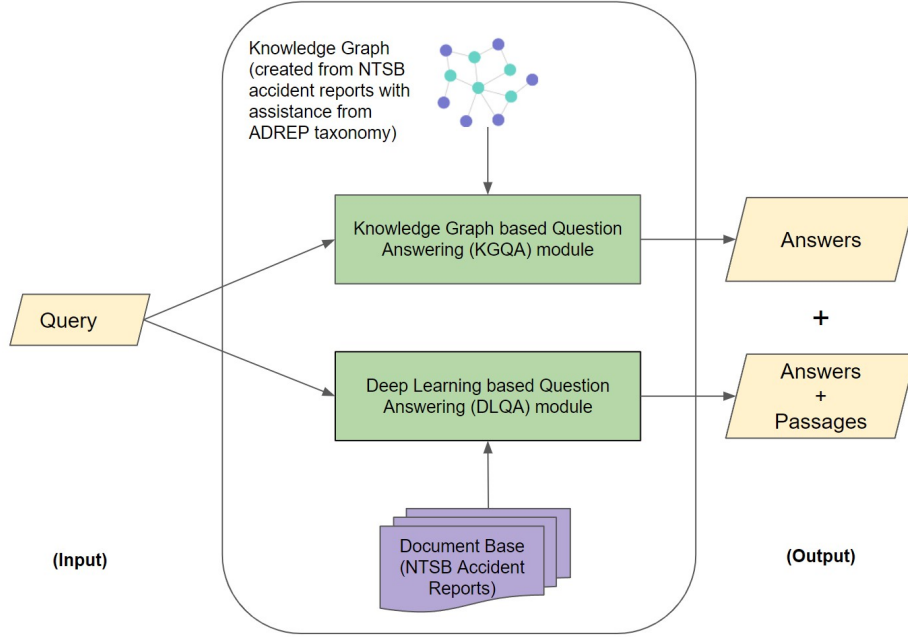 Knowledge Graph
(created from NTSB
accident reports with
assistance from
ADREP taxonomy)
Knowledge Graph based Question
Answering (KGQA) module
Answers
+
Query
Deep Learning based Question
Answering (DLQA) module
Answers
+
Passages
Document Base
(NTSB Accident
Reports)
(Input)
(Output)